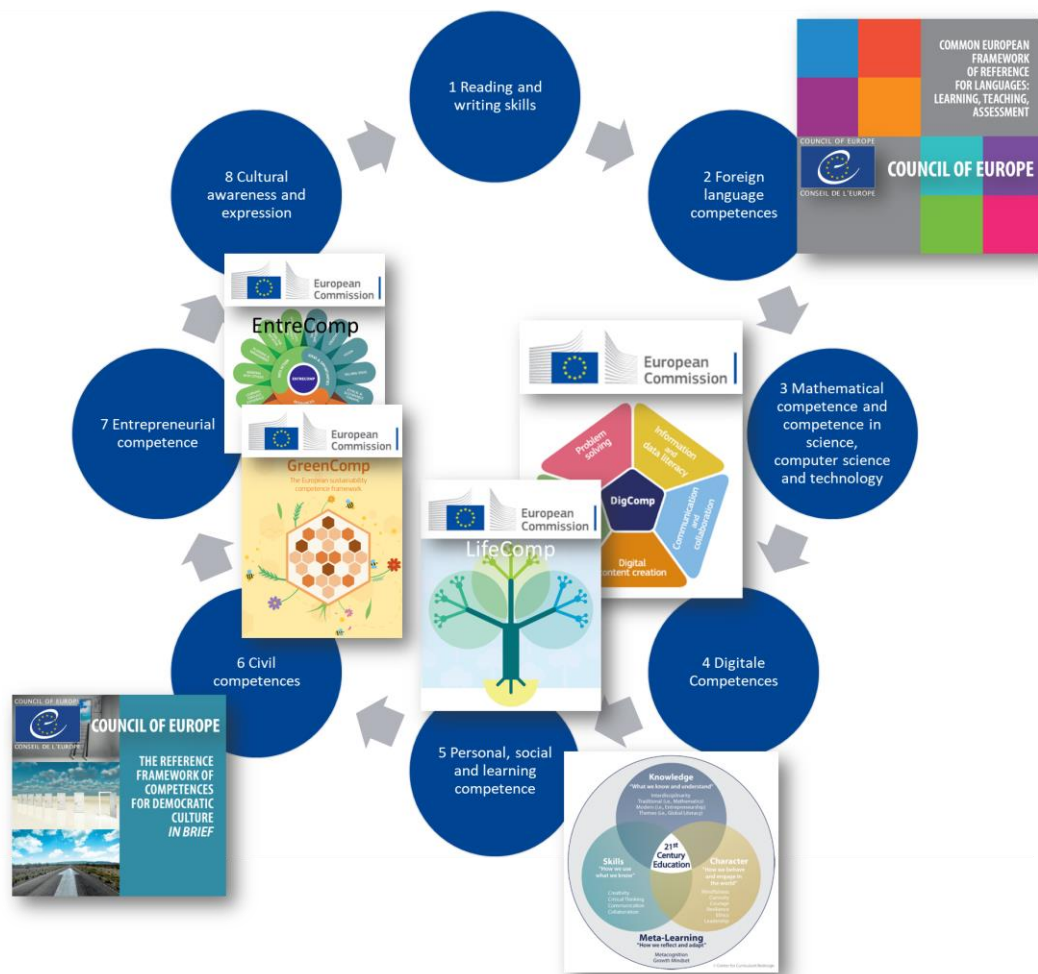 1 Reading and
writing skills
COMMON EUROPEAN
FRAMEWORK
OF REFERENCE
FOR LANGUAGES:
LEARNING, TEACHING,
ASSESSMENT
COUNCIL OF EUROPE
COUNCIL OF EUROPE
CONSEIL DE L'EUROPE
2 Foreign
language
competences
8 Cultural
awareness and
expression
European
Commission
EntreComp
European
Commission
Problem
solving
Information
and
data literacy
DigComp
Communication
and
collaboration
Digital
content creation
3 Mathematical
competence and
competence in
science,
computer science
and technology
7 Entrepreneurial
competence
European
Commission
GreenComp
The European sustainability
competence framework
European
Commission
LifeComp
4 Digitale
Competences
6 Civil
competences
5 Personal, social
and learning
competence
COUNCIL OF EUROPE
COUNCIL OF EUROPE
CONSEIL DE L'EUROPE
THE REFERENCE
FRAMEWORK OF
COMPETENCES
FOR DEMOCRATIC
CULTURE
IN BRIEF
Knowledge
"What we know and understand"
Interdisciplinarity
Traditional (i.e., Mathematics)
Modern (i.e., Entrepreneurship)
Themes (i.e., Global Literacy)
21st
Century
Education
Skills
"How we use
what we know"
Creativity
Critical Thinking
Communication
Collaboration
Character
"How we behave
and engage in
the world"
Mindfulness
Curiosity
Courage
Resilience
Ethics
Leadership
Meta-Learning
"How we reflect and adapt"
Metacognition
Growth Mindset